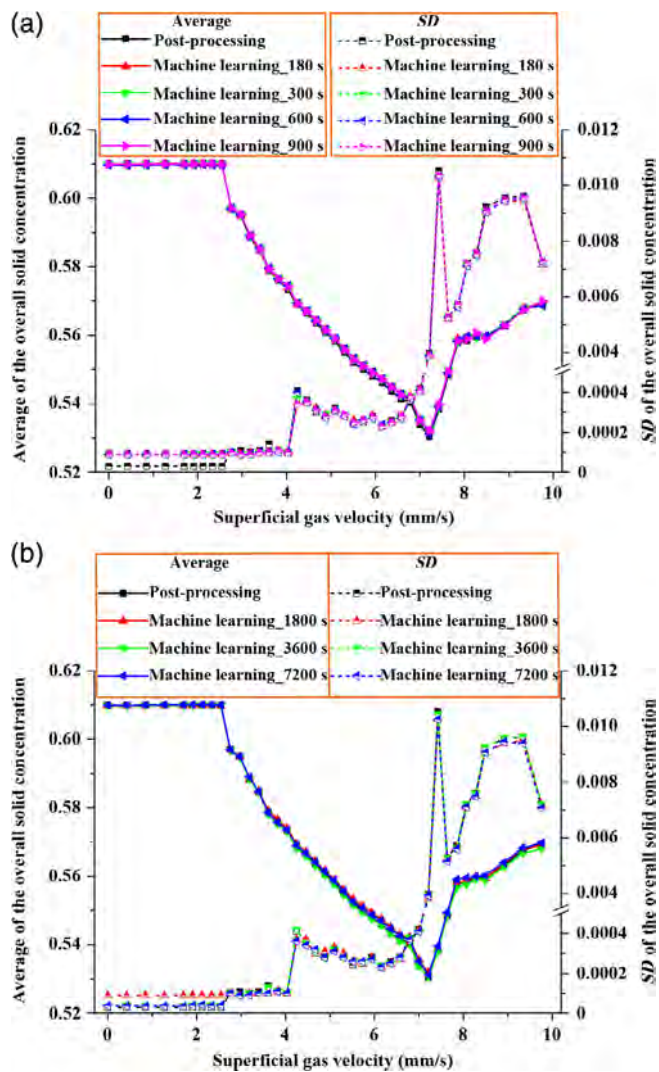 (a)
Average
SD
Post-processing
Post-processing
Machine learning_180 s
Machine learning_180 s
Machine learning_300 s
Machine learning_300 s
Machine learning_600 s
Machine learning_600 s
Machine learning_900 s
Machine learning_900 s
Average of the overall solid concentration
0.62
0.60
0.58
0.56
0.54
0.52
0.012
0.010
0.008
0.006
0.004
0.0004
0.0002
0
SD of the overall solid concentration
0 2 4 6 8 10
Superficial gas velocity (mm/s)
(b)
Average
SD
Post-processing
Post-processing
Machine learning_1800 s
Machine learning_1800 s
Machine learning_3600 s
Machine learning_3600 s
Machine learning_7200 s
Machine learning_7200 s
Average of the overall solid concentration
0.62
0.60
0.58
0.56
0.54
0.52
0.012
0.010
0.008
0.006
0.004
0.0004
0.0002
0
SD of the overall solid concentration
0 2 4 6 8 10
Superficial gas velocity (mm/s)